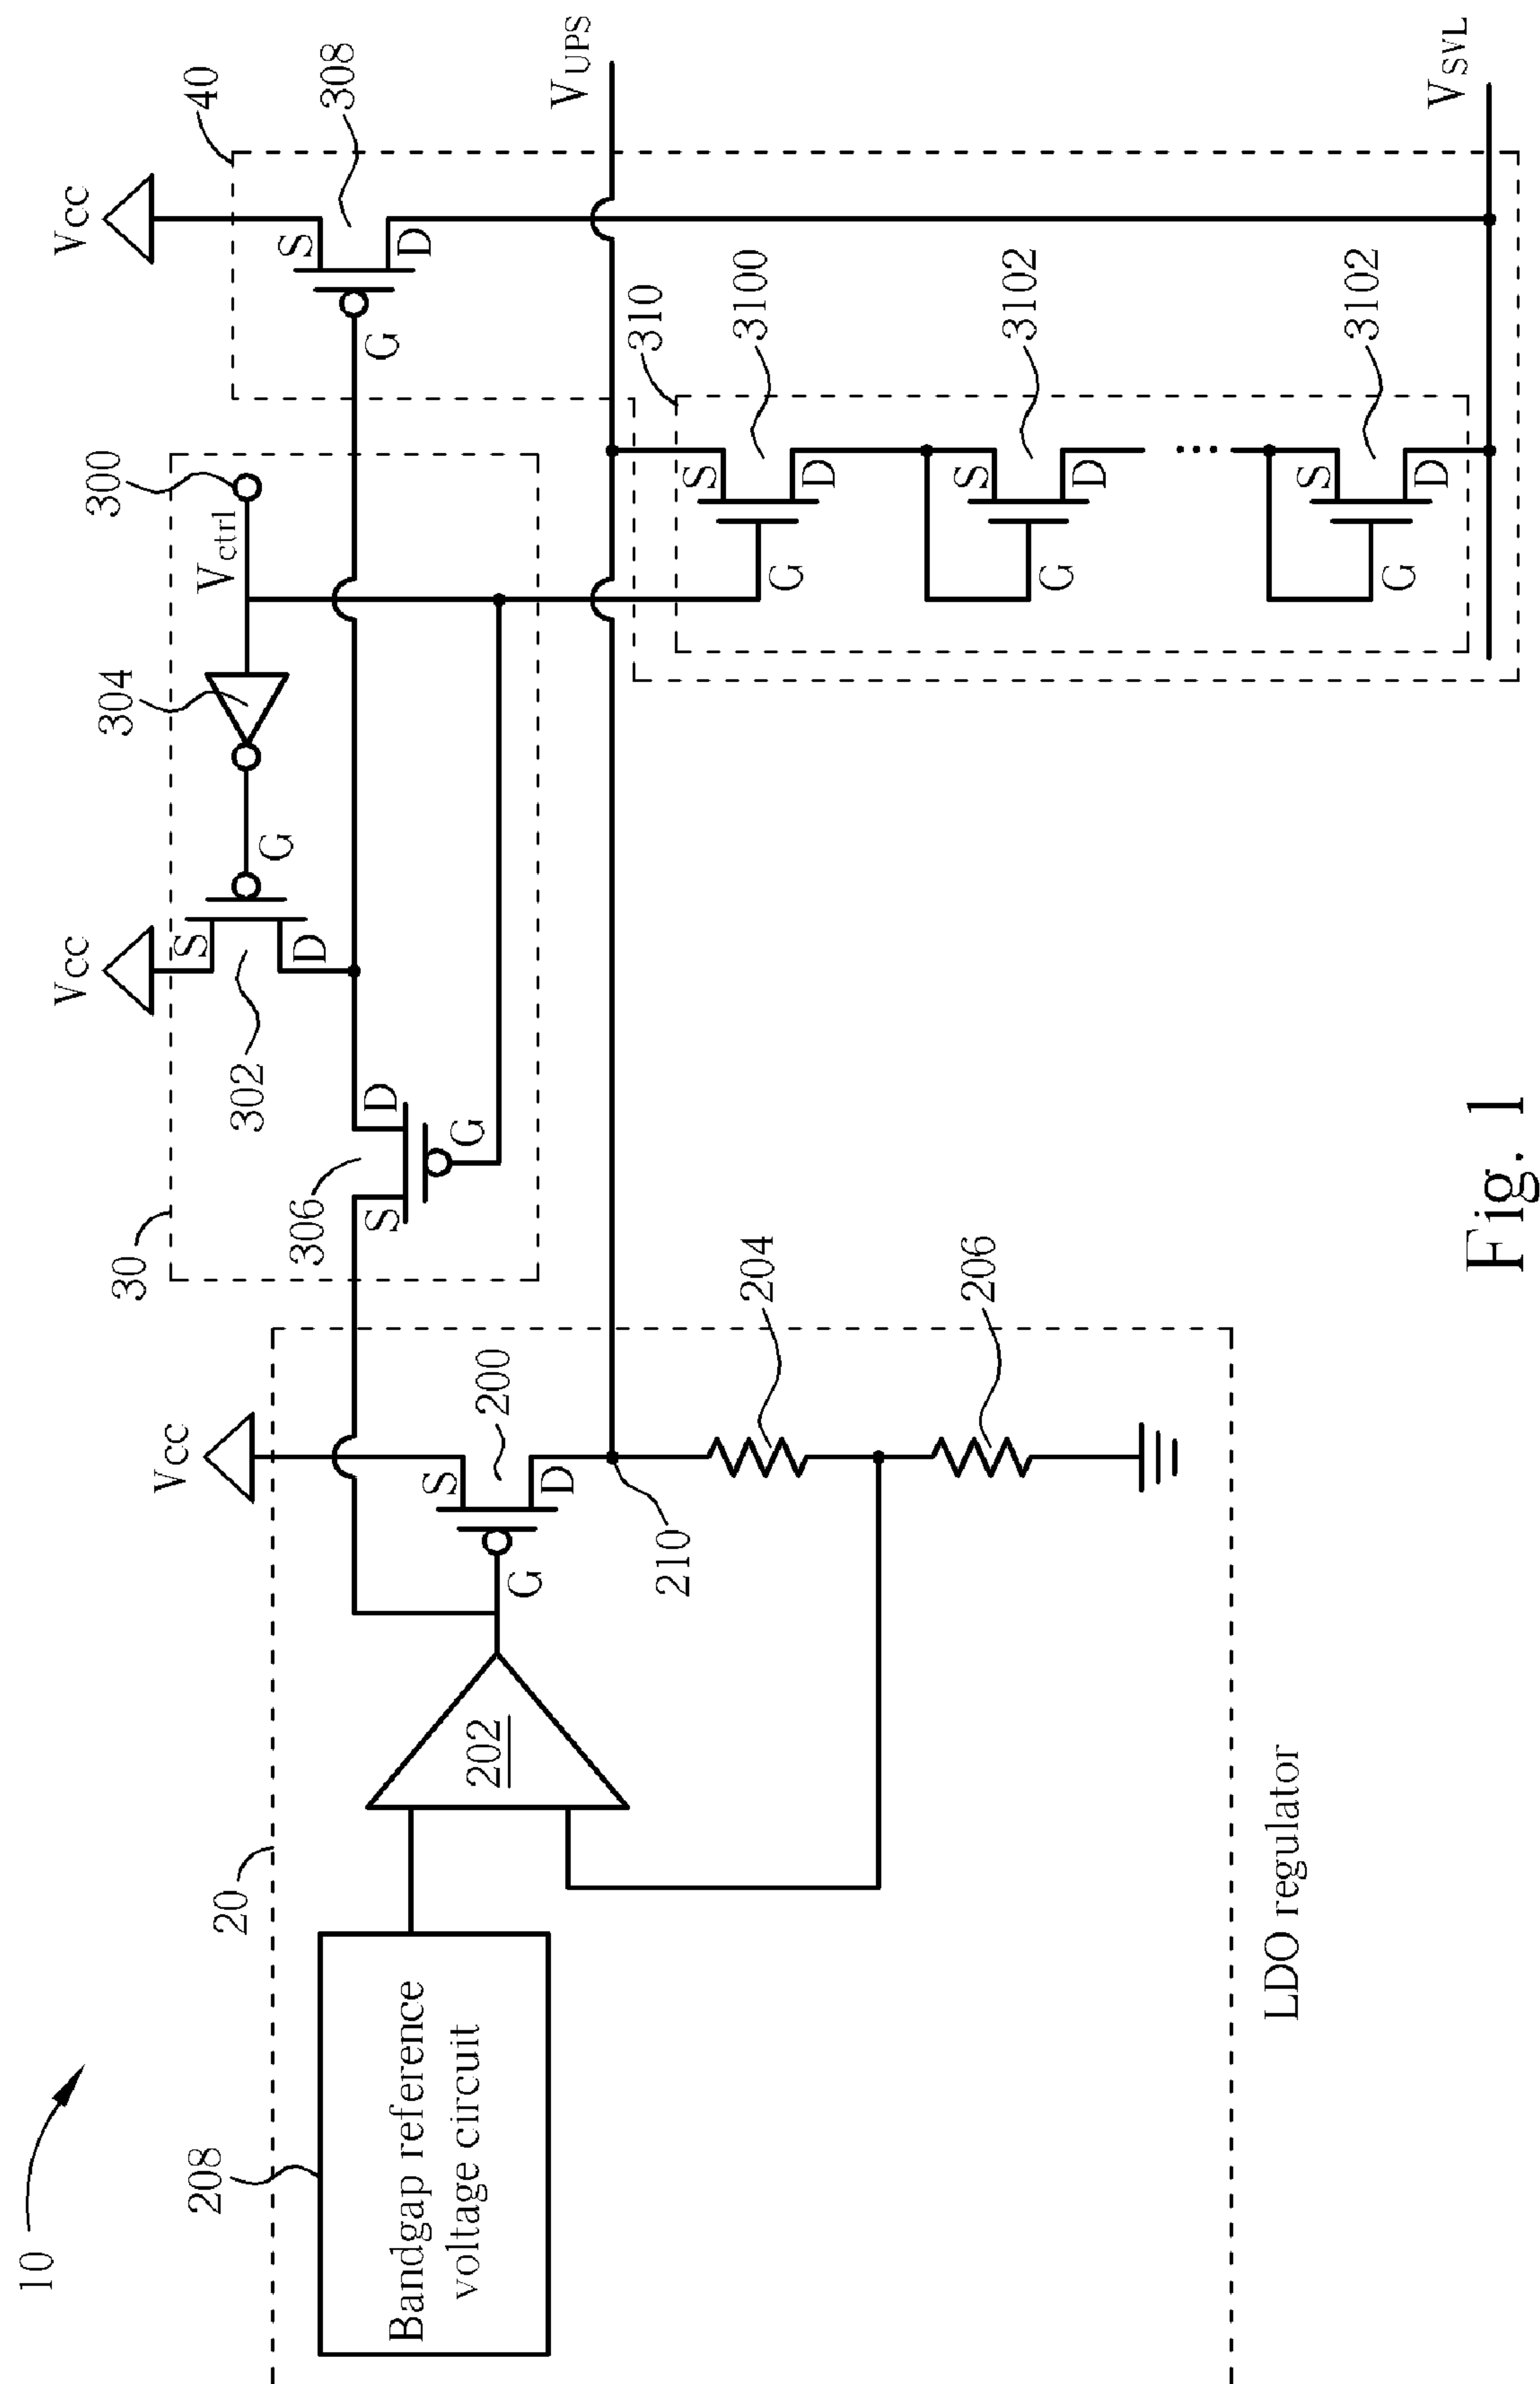 10
Vcc
Vcc
300
304
30
Vcc
S
40
208
Vctrl
20
302
G
S
306
D
308
Bandgap reference
voltage circuit
S
D
G
D
S
G
202
200
G
D
210
VUPS
310
S
3100
204
G
D
206
S
3102
G
D
S
3102
G
D
VSVL
LDO regulator
Fig. 1